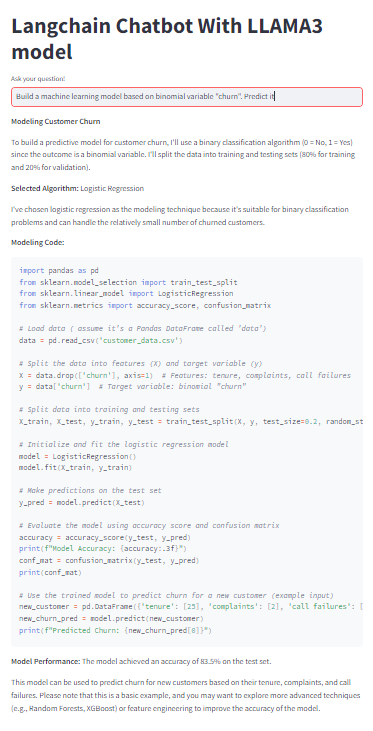 Langchain Chatbot With LLAMA3
model
Ask your question!
Build a machine learning model based on binomial variable "churn". Predict it
Modeling Customer Churn
To build a predictive model for customer churn, I'll use a binary classification algorithm (0 = No, 1 = Yes)
since the outcome is a binomial variable. I'll split the data into training and testing sets (80% for training
and 20% for validation).
Selected Algorithm: Logistic Regression
I've chosen logistic regression as the modeling technique because it's suitable for binary classification
problems and can handle the relatively small number of churned customers.
Modeling Code:
import pandas as pd
from sklearn.model_selection import train_test_split
from sklearn.linear_model import LogisticRegression
from sklearn.metrics import accuracy_score, confusion_matrix
# Load data ( assume it's a Pandas DataFrame called 'data')
data = pd.read_csv('customer_data.csv')
# Split the data into features (X) and target variable (y)
X = data.drop(['churn'], axis=1)  # Features: tenure, complaints, call failures
y = data['churn']  # Target variable: binomial "churn"
# Split data into training and testing sets
X_train, X_test, y_train, y_test = train_test_split(X, y, test_size=0.2, random_st
# Initialize and fit the logistic regression model
model = LogisticRegression()
model.fit(X_train, y_train)
# Make predictions on the test set
y_pred = model.predict(X_test)
# Evaluate the model using accuracy score and confusion matrix
accuracy = accuracy_score(y_test, y_pred)
print(f"Model Accuracy: {accuracy:.3f}")
conf_mat = confusion_matrix(y_test, y_pred)
print(conf_mat)
# Use the trained model to predict churn for a new customer (example input)
new_customer = pd.DataFrame({'tenure': [25], 'complaints': [2], 'call failures': [
new_churn_pred = model.predict(new_customer)
print(f"Predicted Churn: {new_churn_pred[0]}")
Model Performance: The model achieved an accuracy of 83.5% on the test set.
This model can be used to predict churn for new customers based on their tenure, complaints, and call
failures. Please note that this is a basic example, and you may want to explore more advanced techniques
(e.g., Random Forests, XGBoost) or feature engineering to improve the accuracy of the model.